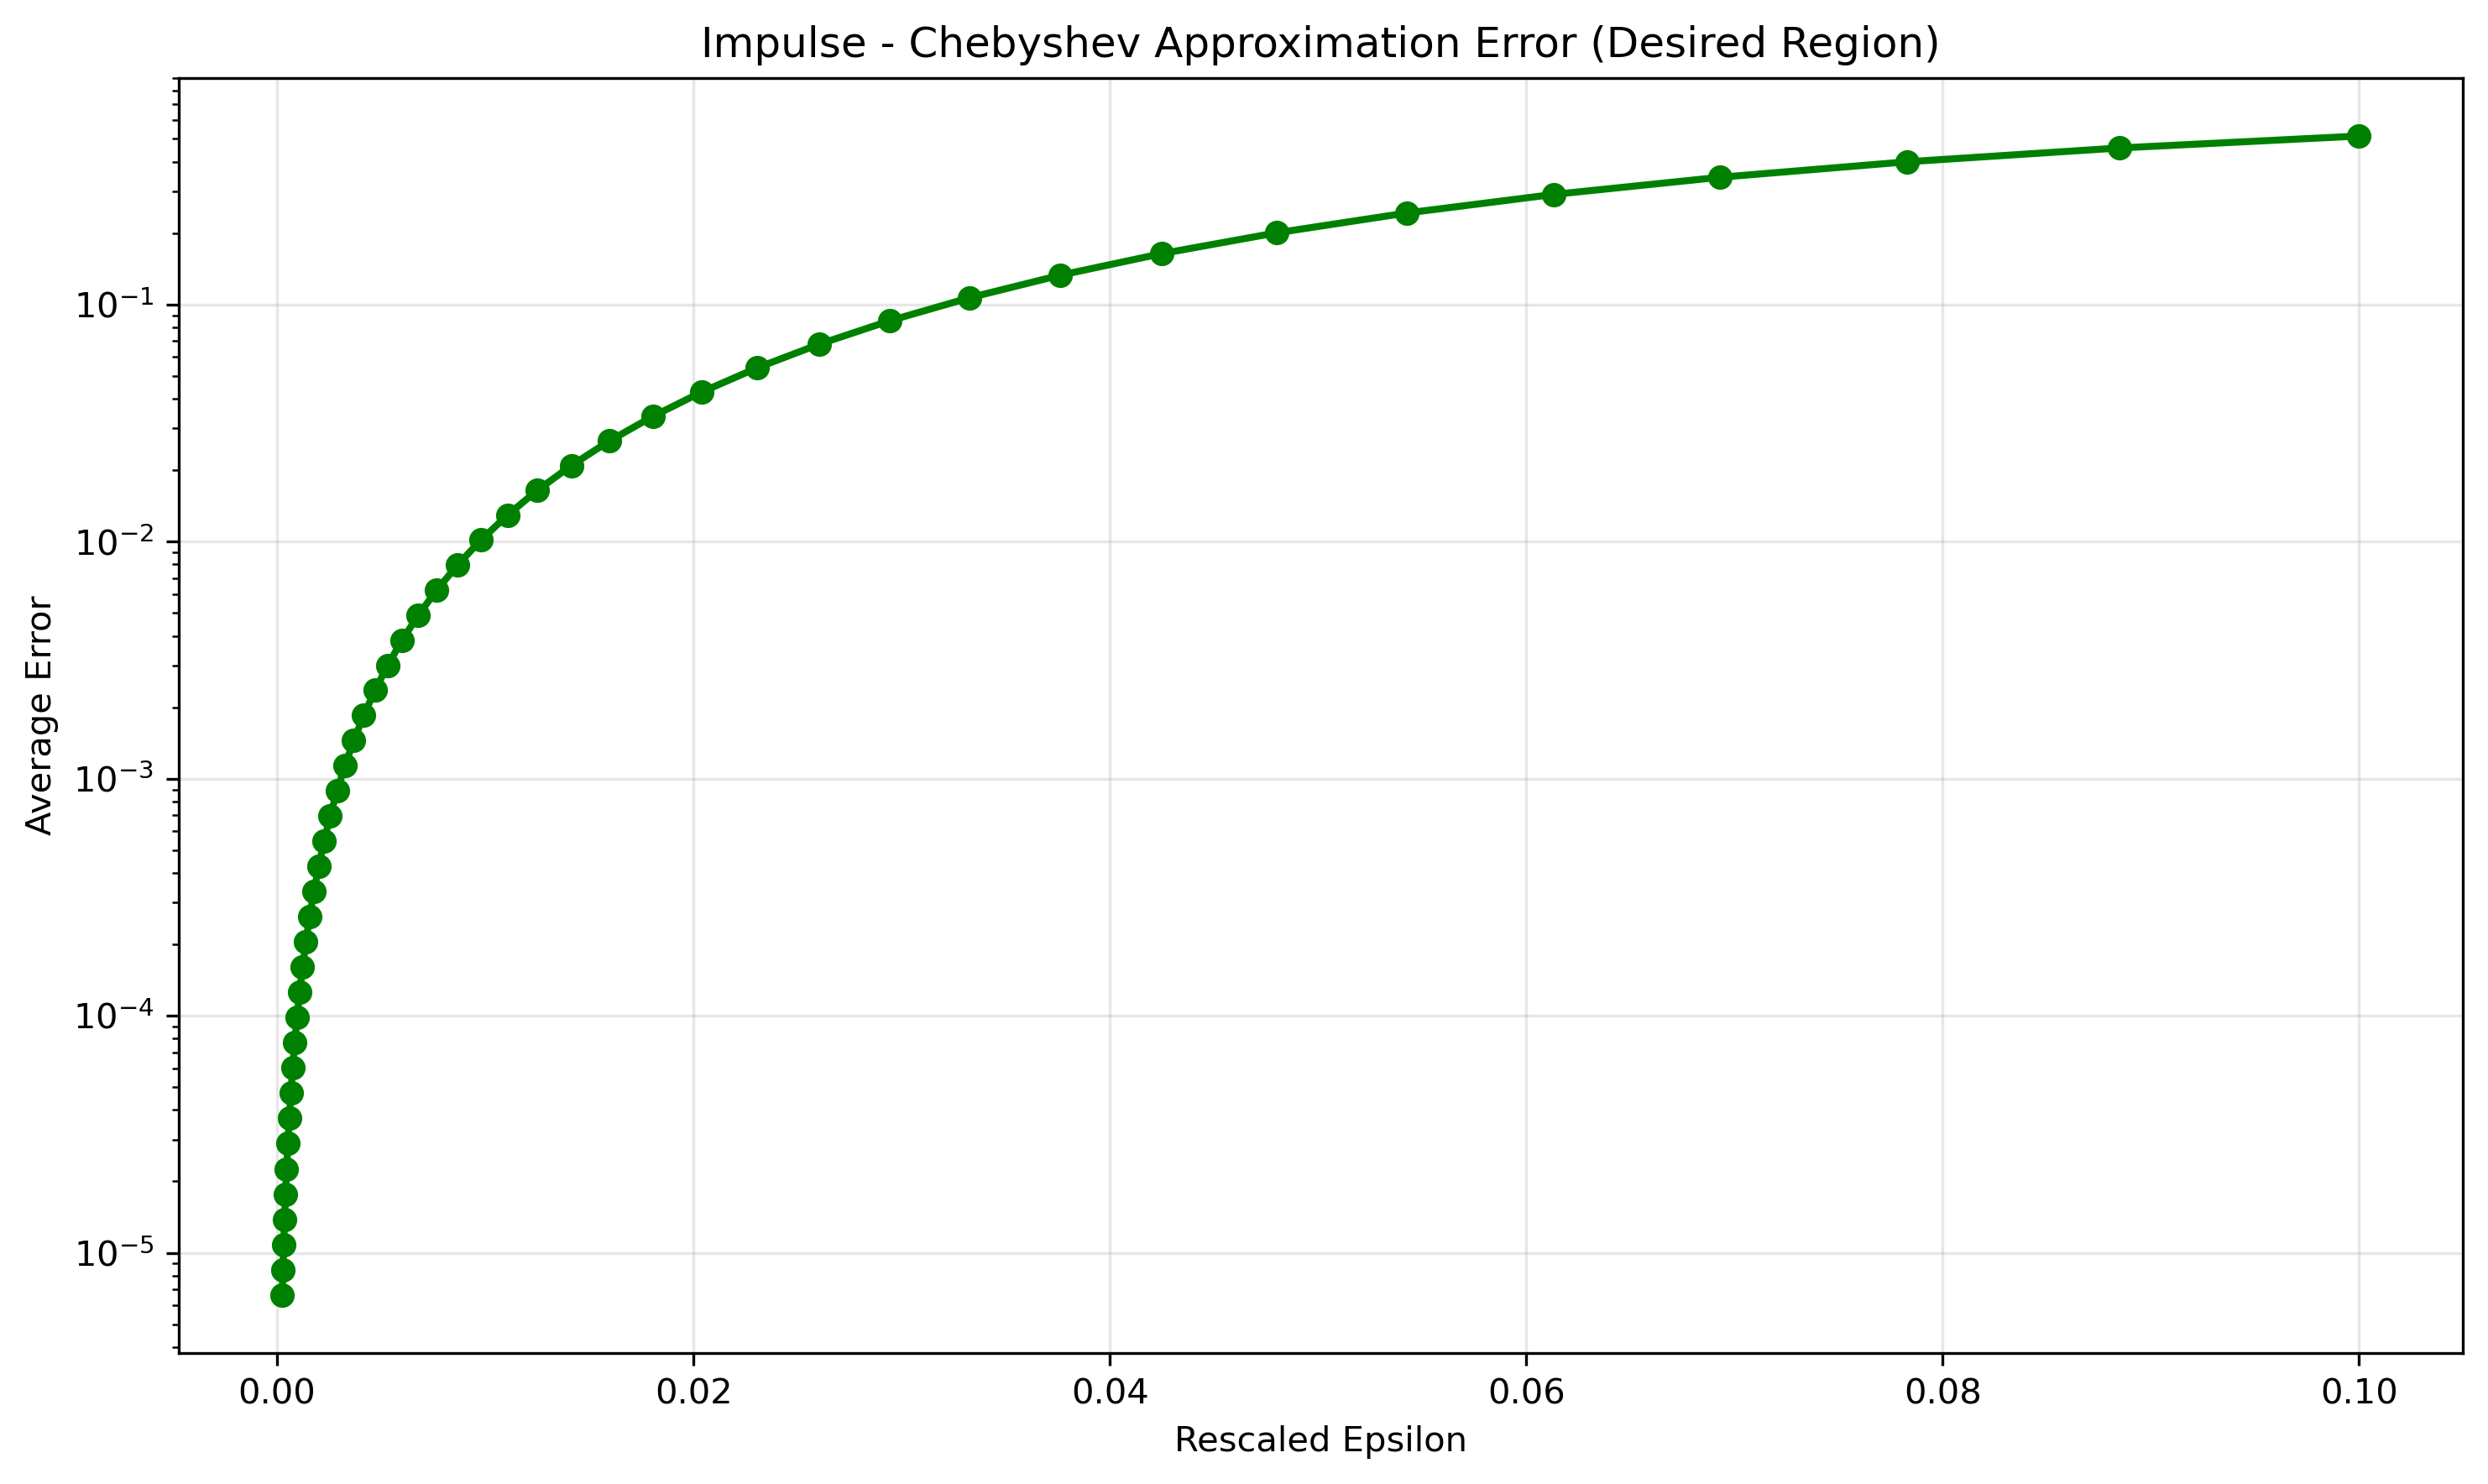 Impulse - Chebyshev Approximation Error (Desired Region)
Average Error
10⁻¹
10⁻²
10⁻³
10⁻⁴
10⁻⁵
0.00 0.02 0.04 0.06 0.08 0.10
Rescaled Epsilon